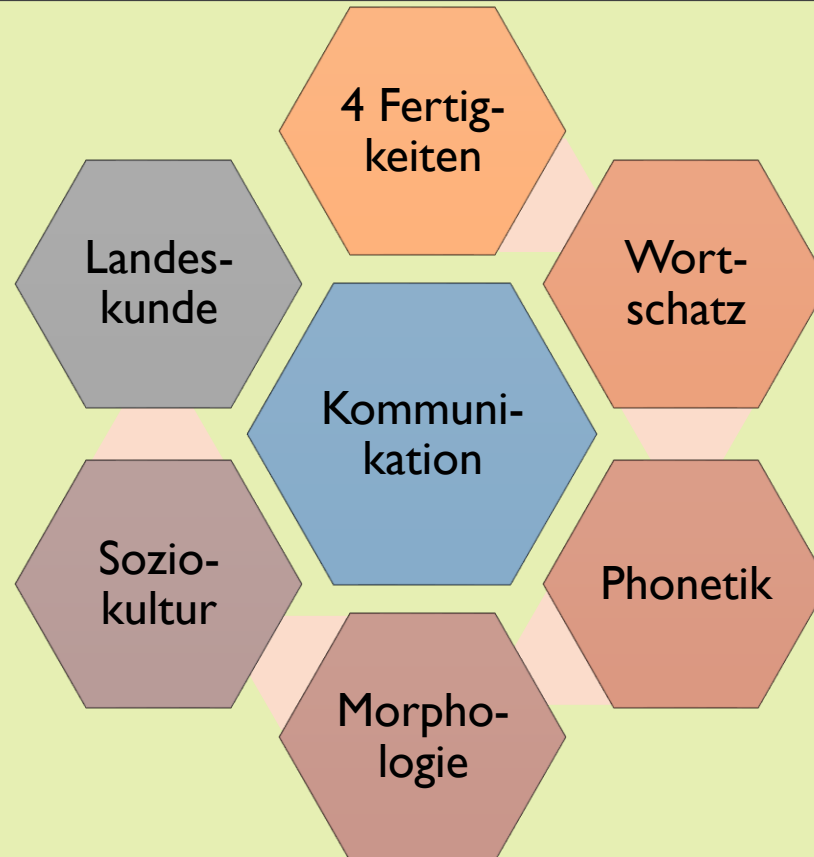 4 Fertig-
keiten
Wort-
schatz
Phonetik
Morpho-
logie
Sozio-
kultur
Landes-
kunde
Kommuni-
kation